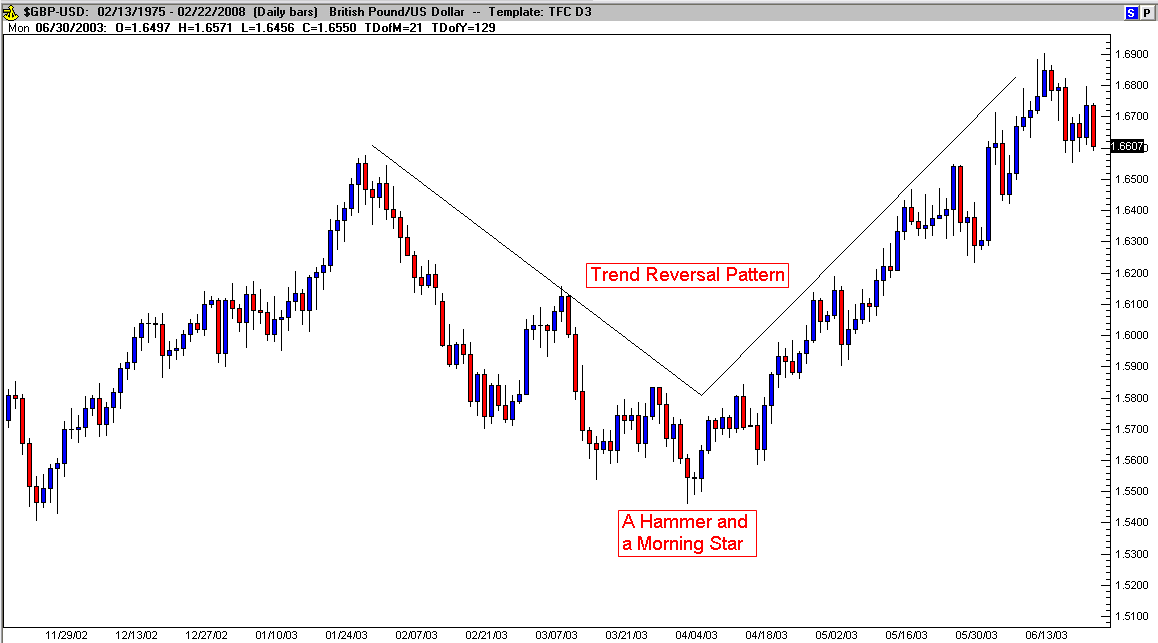 $GBP-USD: 02/13/1975 - 02/22/2008 (Daily bars) British Pound/US Dollar -- Template: TFC D3
S P
Mon 06/30/2003: O=1.6497 H=1.6571 L=1.6456 C=1.6550 TDofM=21 TDofY=129
1.6900
1.6800
1.6700
1.6607
1.6500
1.6400
1.6300
Trend Reversal Pattern
1.6200
1.6100
1.6000
1.5900
1.5800
1.5700
1.5600
1.5500
A Hammer and
1.5400
a Morning Star
1.5300
1.5200
1.5100
11/29/02 12/13/02 12/27/02 01/10/03 01/24/03 02/07/03 02/21/03 03/07/03 03/21/03 04/04/03 04/18/03 05/02/03 05/16/03 05/30/03 06/13/03